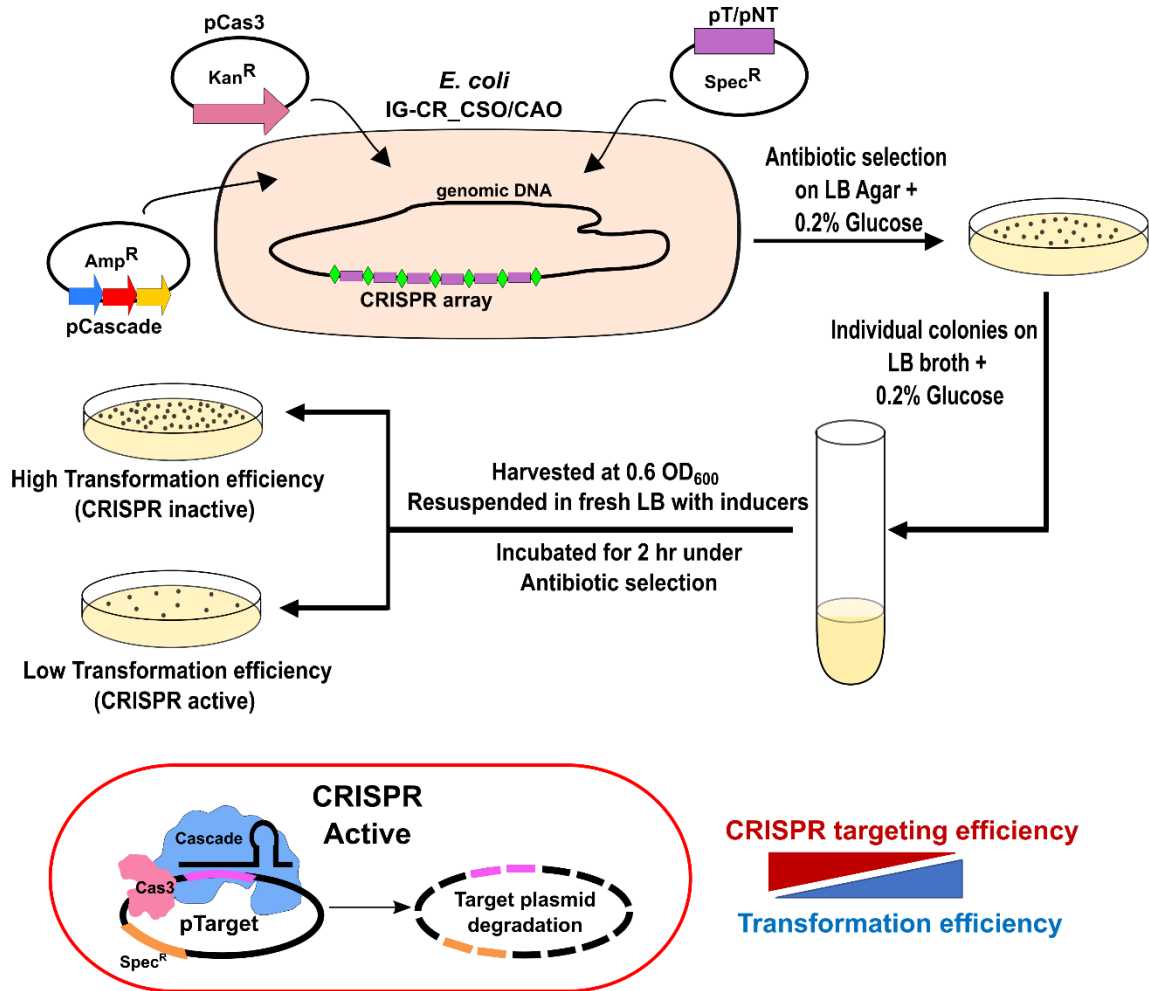 pCas3
Kan^R
pT/pNT
Spec^R
E. coli
IG-CR_CSO/CAO
genomic DNA
CRISPR array
Amp^R
pCascade
Antibiotic selection
on LB Agar +
0.2% Glucose
Individual colonies on
LB broth +
0.2% Glucose
Harvested at 0.6 OD₆₀₀
Resuspended in fresh LB with inducers
Incubated for 2 hr under
Antibiotic selection
High Transformation efficiency
(CRISPR inactive)
Low Transformation efficiency
(CRISPR active)
CRISPR
Active
Cascade
Cas3
pTarget
Spec^R
Target plasmid
degradation
CRISPR targeting efficiency
Transformation efficiency